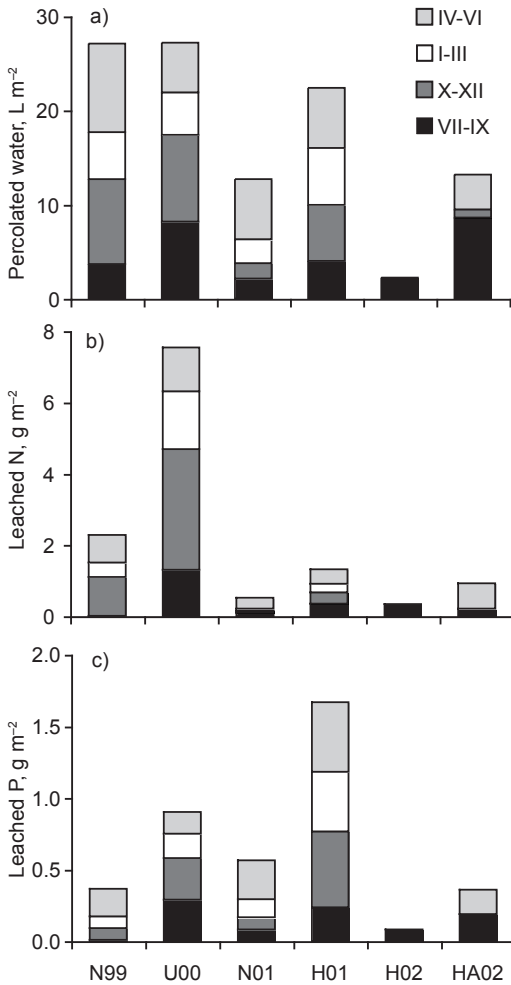 a)
IV-VI
I-III
X-XII
VII-IX
Percolated water, L m⁻²
30
20
10
0
b)
Leached N, g m⁻²
8
6
4
2
0
c)
Leached P, g m⁻²
2.0
1.5
1.0
0.5
0.0
N99 U00 N01 H01 H02 HA02